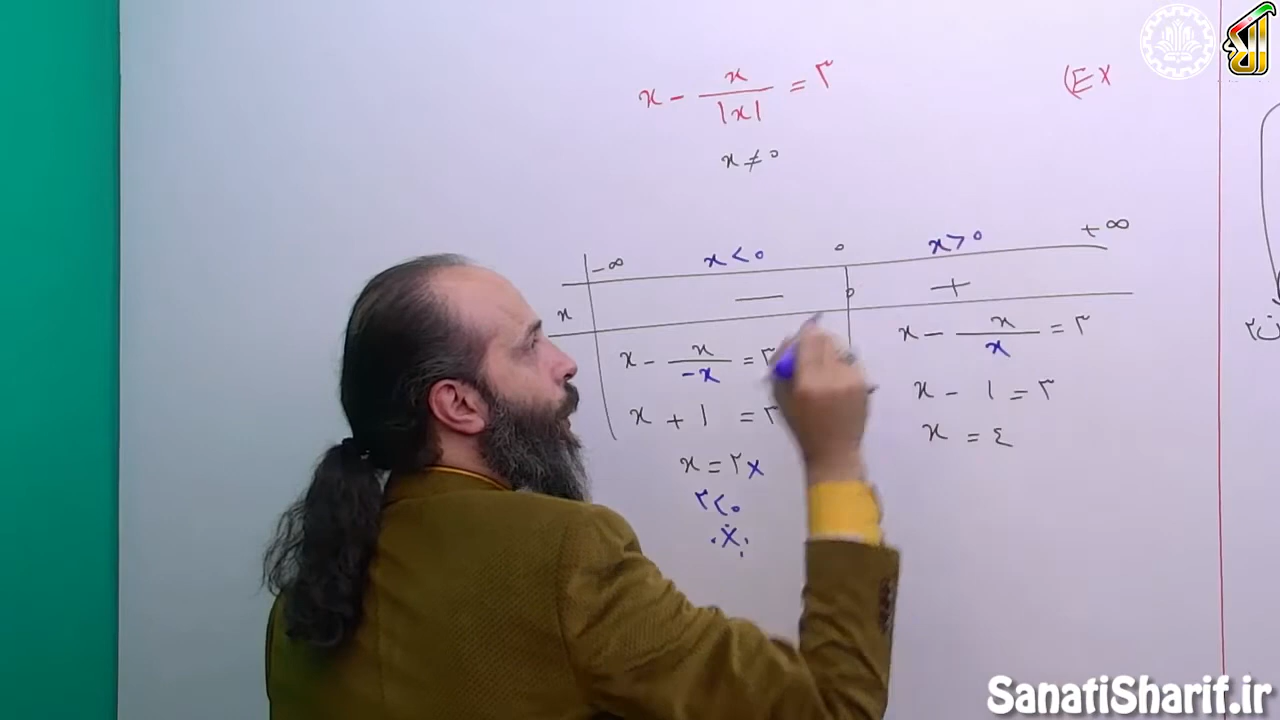 (EX
x - x/|x| = ۳
x ≠ ۰
-∞ x < ۰ ۰ x > ۰ +∞
x — ۰ +
x - x/-x = ۳
x + ۱ = ۳
x = ۲ x
۲ < ۰
x - x/x = ۳
x - ۱ = ۳
x = ٤
SanatiSharif.ir